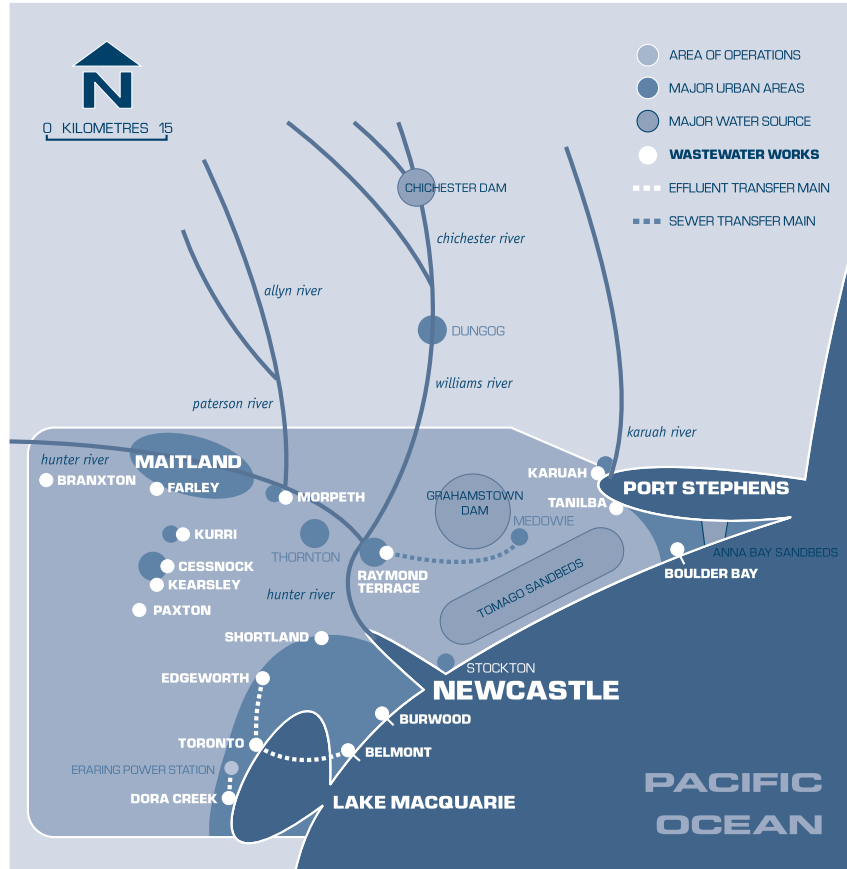 N
0 KILOMETRES 15
AREA OF OPERATIONS
MAJOR URBAN AREAS
MAJOR WATER SOURCE
WASTEWATER WORKS
EFFLUENT TRANSFER MAIN
SEWER TRANSFER MAIN
CHICHESTER DAM
chichester river
allyn river
DUNGOG
williams river
paterson river
karuah river
hunter river
MAITLAND
BRANXTON
FARLEY
MORPETH
GRAHAMSTOWN
DAM
KARUAH
PORT STEPHENS
TANILBA
MEDOWIE
KURRI
THORNTON
ANNA BAY SANDBEDS
CESSNOCK
KEARSLEY
RAYMOND
TERRACE
BOULDER BAY
hunter river
TOMAGO SANDBEDS
PAXTON
SHORTLAND
STOCKTON
EDGEWORTH
NEWCASTLE
BURWOOD
TORONTO
BELMONT
ERARING POWER STATION
DORA CREEK
LAKE MACQUARIE
PACIFIC
OCEAN